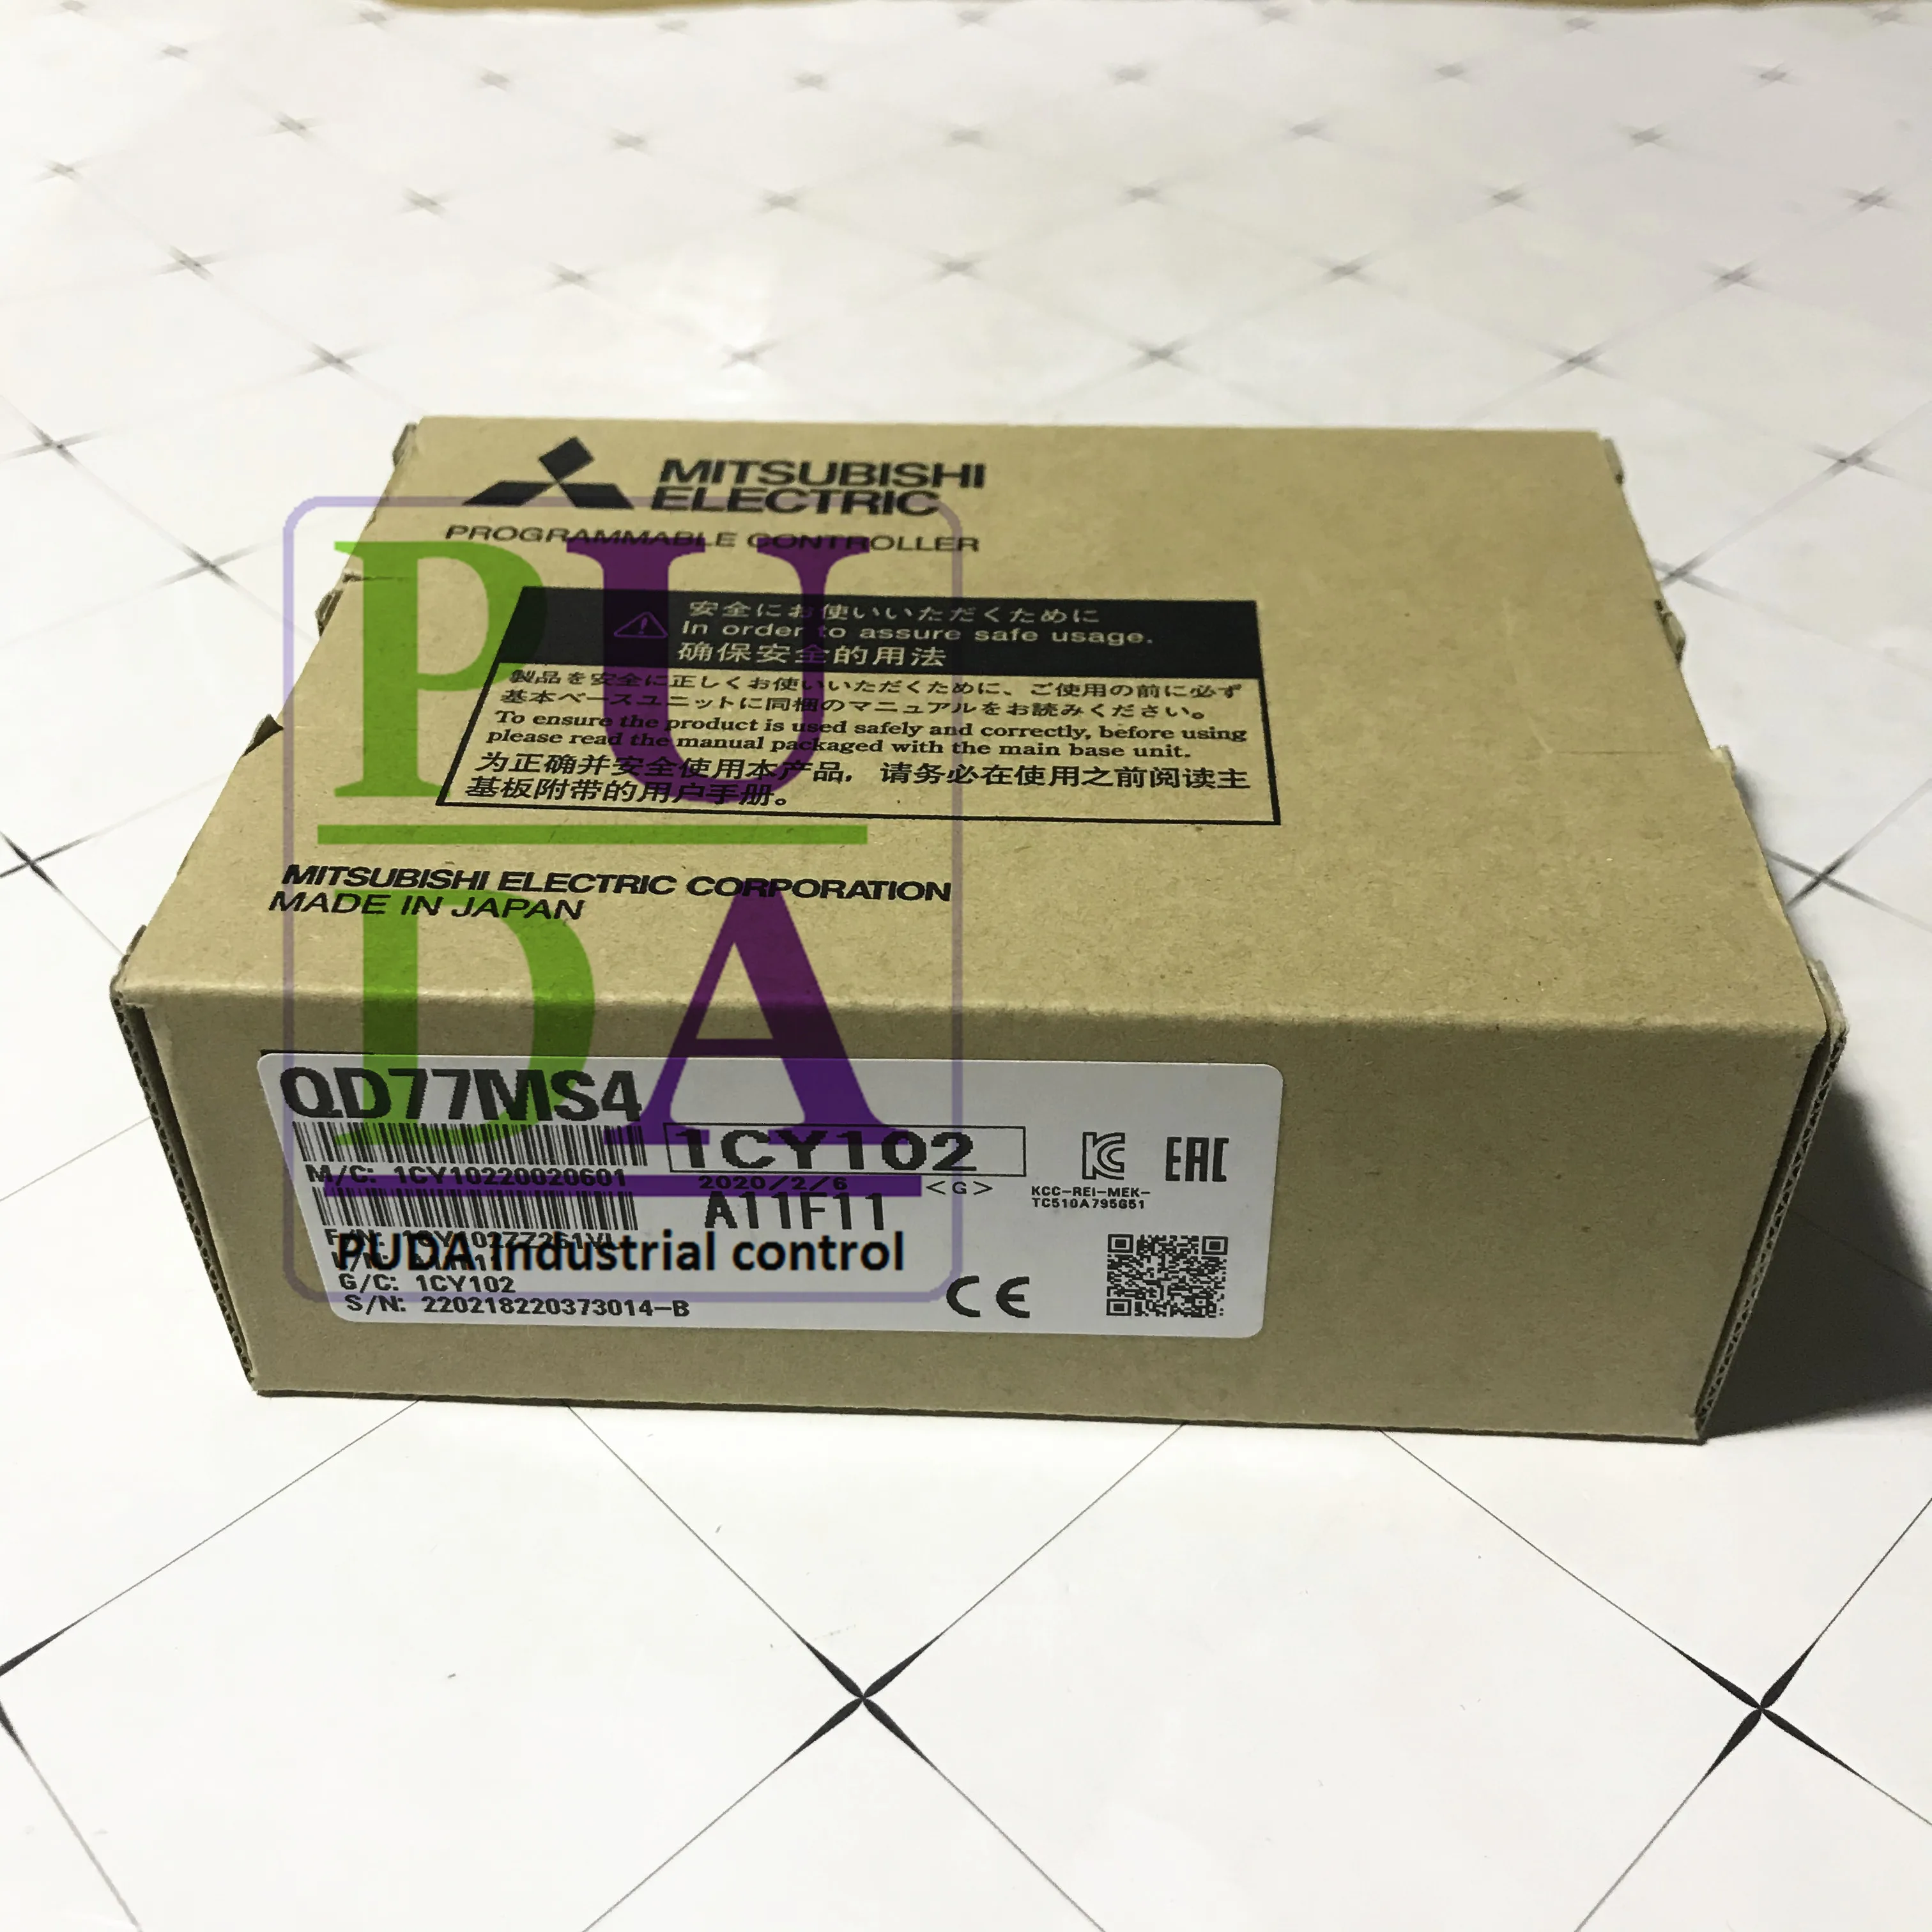 MITSUBISHI
ELECTRIC
PROGRAMMABLE CONTROLLER
安全にお使いいただくために
In order to assure safe usage.
确保安全的用法
製品を安全に正しくお使いいただくために、ご使用の前に必ず
基本ベースユニットに同梱のマニュアルをお読みください。
To ensure the product is used safely and correctly, before using
please read the manual packaged with the main base unit.
为正确并安全使用本产品，请务必在使用之前阅读主
基板附带的用户手册。
PU
MITSUBISHI ELECTRIC CORPORATION
MADE IN JAPAN
DA
QD77MS4
1CY102
M/C: 1CY10220020601
2020/2/6
<G>
A11F11
KCC-REI-MEK-
TC510A795G51
EAC
PUDA Industrial control
G/C: 1CY102
S/N: 220218220373014-B
CE